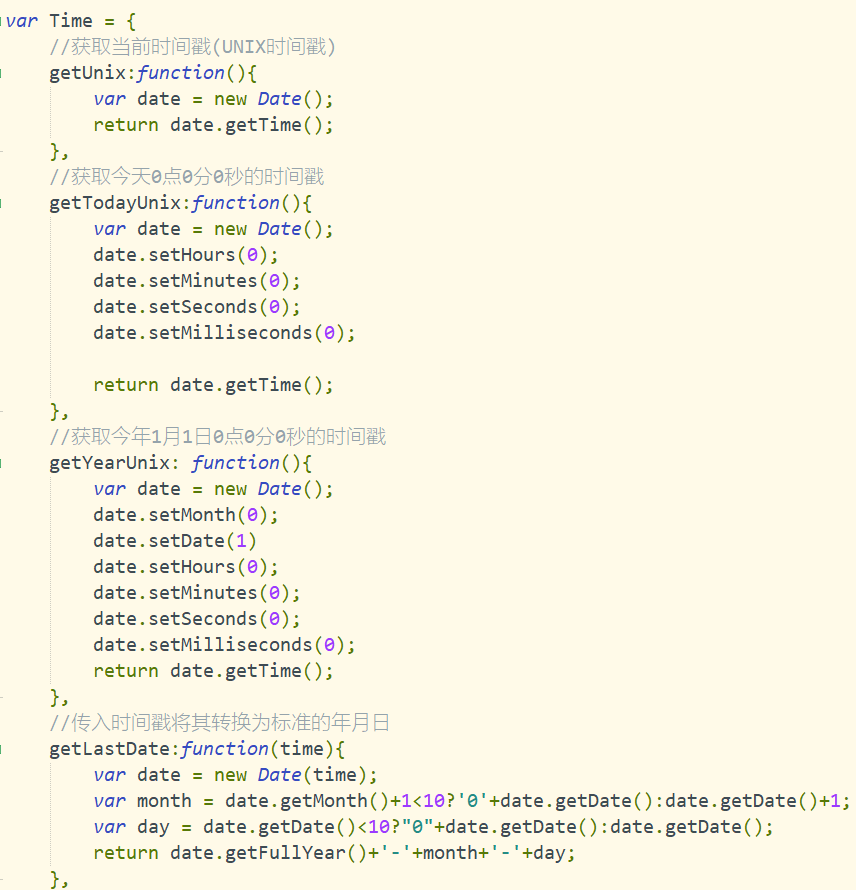 var Time = {
//获取当前时间戳(UNIX时间戳)
getUnix:function(){
var date = new Date();
return date.getTime();
},
//获取今天0点0分0秒的时间戳
getTodayUnix:function(){
var date = new Date();
date.setHours(0);
date.setMinutes(0);
date.setSeconds(0);
date.setMilliseconds(0);
return date.getTime();
},
//获取今年1月1日0点0分0秒的时间戳
getYearUnix: function(){
var date = new Date();
date.setMonth(0);
date.setDate(1)
date.setHours(0);
date.setMinutes(0);
date.setSeconds(0);
date.setMilliseconds(0);
return date.getTime();
},
//传入时间戳将其转换为标准的年月日
getLastDate:function(time){
var date = new Date(time);
var month = date.getMonth()+1<10?'0'+date.getDate():date.getDate()+1;
var day = date.getDate()<10?"0"+date.getDate():date.getDate();
return date.getFullYear()+'-'+month+'-'+day;
},